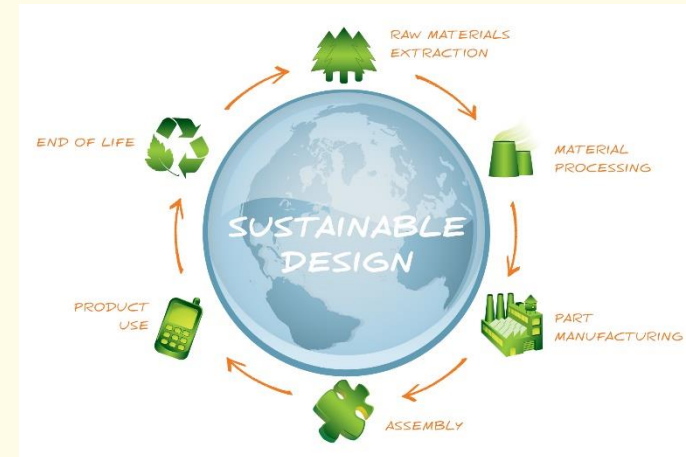 RAW MATERIALS
EXTRACTION
MATERIAL
PROCESSING
PART
MANUFACTURING
ASSEMBLY
PRODUCT
USE
END OF LIFE
SUSTAINABLE
DESIGN